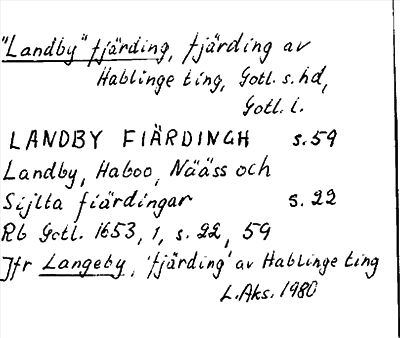 "Landby" fjärding, fjärding av
Hablinge ting, Gotl. s. hd,
Gotl. l.
LANDBY FIÄRDINGH s. 59
Landby, Haboo, Nääss och
Sijlta fiärdingar s. 22
Rb Gotl. 1653, 1, s. 22, 59
Jfr Langeby, 'fjärding' av Hablinge ting
L. Aks. 1980